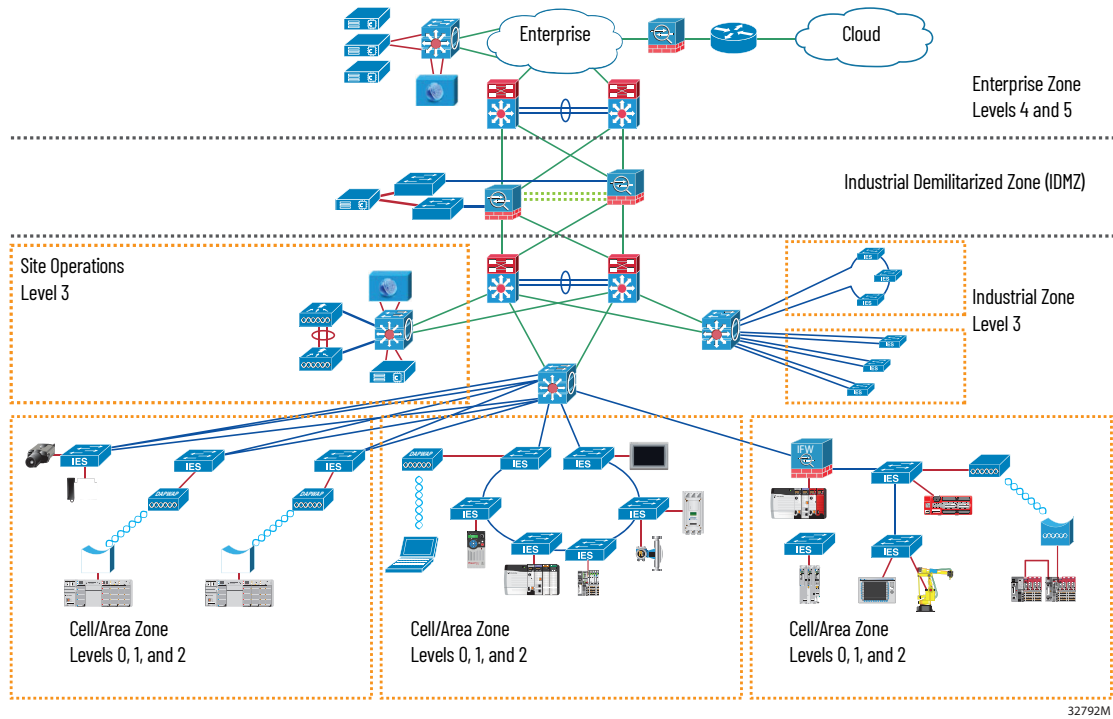 Enterprise
Cloud
Enterprise Zone
Levels 4 and 5
Industrial Demilitarized Zone (IDMZ)
Site Operations
Level 3
IES
IES
IES
Industrial Zone
Level 3
IES
IES
IES
IES
IES
IES
DAPWAP
IES
IES
IFW
IES
DAPWAP
DAPWAP
IES
IES
IES
IES
IES
IES
Cell/Area Zone
Levels 0, 1, and 2
Cell/Area Zone
Levels 0, 1, and 2
Cell/Area Zone
Levels 0, 1, and 2
32792M